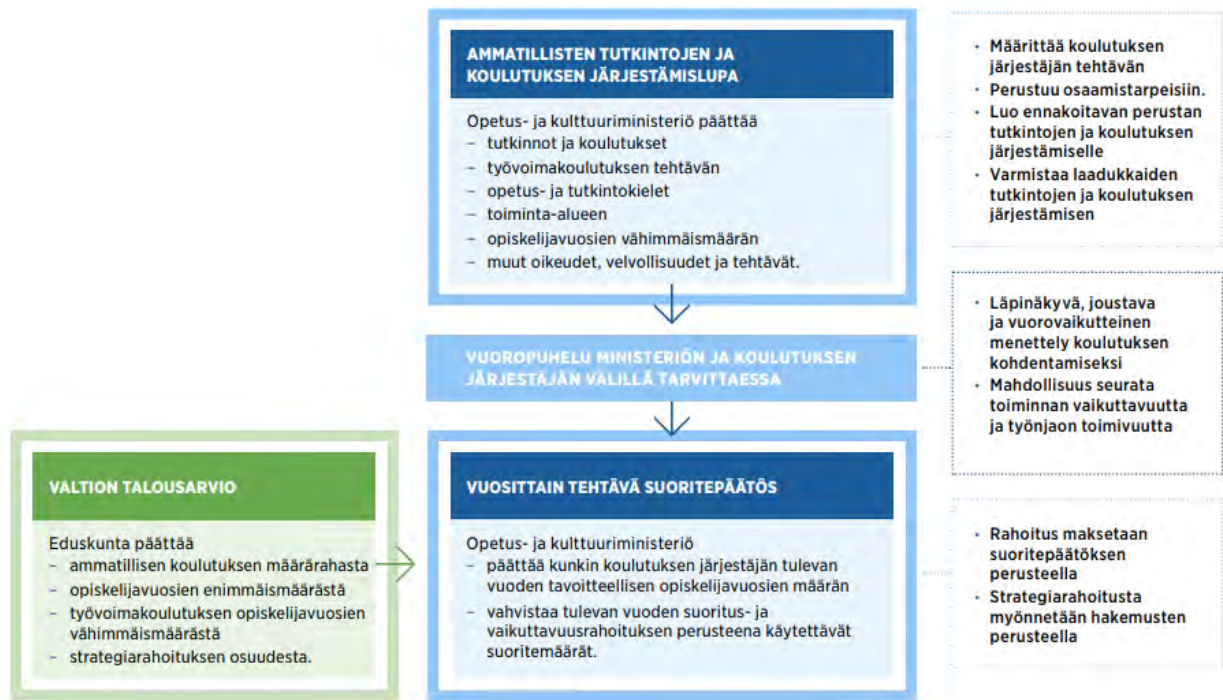 AMMATILLISTEN TUTKINTOJEN JA
KOULUTUKSEN JÄRJESTÄMISLUPA
Opetus- ja kulttuuriministeriö päättää
– tutkinnot ja koulutukset
– työvoimakoulutuksen tehtävän
– opetus- ja tutkintokielet
– toiminta-alueen
– opiskelijavuosien vähimmäismäärän
– muut oikeudet, velvollisuudet ja tehtävät.
• Määrittää koulutuksen
järjestäjän tehtävän
• Perustuu osaamistarpeisiin.
• Luo ennakoitavan perustan
tutkintojen ja koulutuksen
järjestämiselle
• Varmistaa laadukkaiden
tutkintojen ja koulutuksen
järjestämisen
VUOROPUHELU MINISTERIÖN JA KOULUTUKSEN
JÄRJESTÄJÄN VÄLILLÄ TARVITTAESSA
• Läpinäkyvä, joustava
ja vuorovaikutteinen
menettely koulutuksen
kohdentamiseksi
• Mahdollisuus seurata
toiminnan vaikuttavuutta
ja työnjaon toimivuutta
VALTION TALOUSARVIO
Eduskunta päättää
– ammatillisen koulutuksen määrärahasta
– opiskelijavuosien enimmäismäärästä
– työvoimakoulutuksen opiskelijavuosien
vähimmäismäärästä
– strategiarahoituksen osuudesta.
VUOSITTAIN TEHTÄVÄ SUORITEPÄÄTÖS
Opetus- ja kulttuuriministeriö
– päättää kunkin koulutuksen järjestäjän tulevan
vuoden tavoitteellisen opiskelijavuosien määrän
– vahvistaa tulevan vuoden suoritus- ja
vaikuttavuusrahoituksen perusteena käytettävät
suoritemäärät.
• Rahoitus maksetaan
suoritepäätöksen
perusteella
• Strategiarahoitusta
myönnetään hakemusten
perusteella